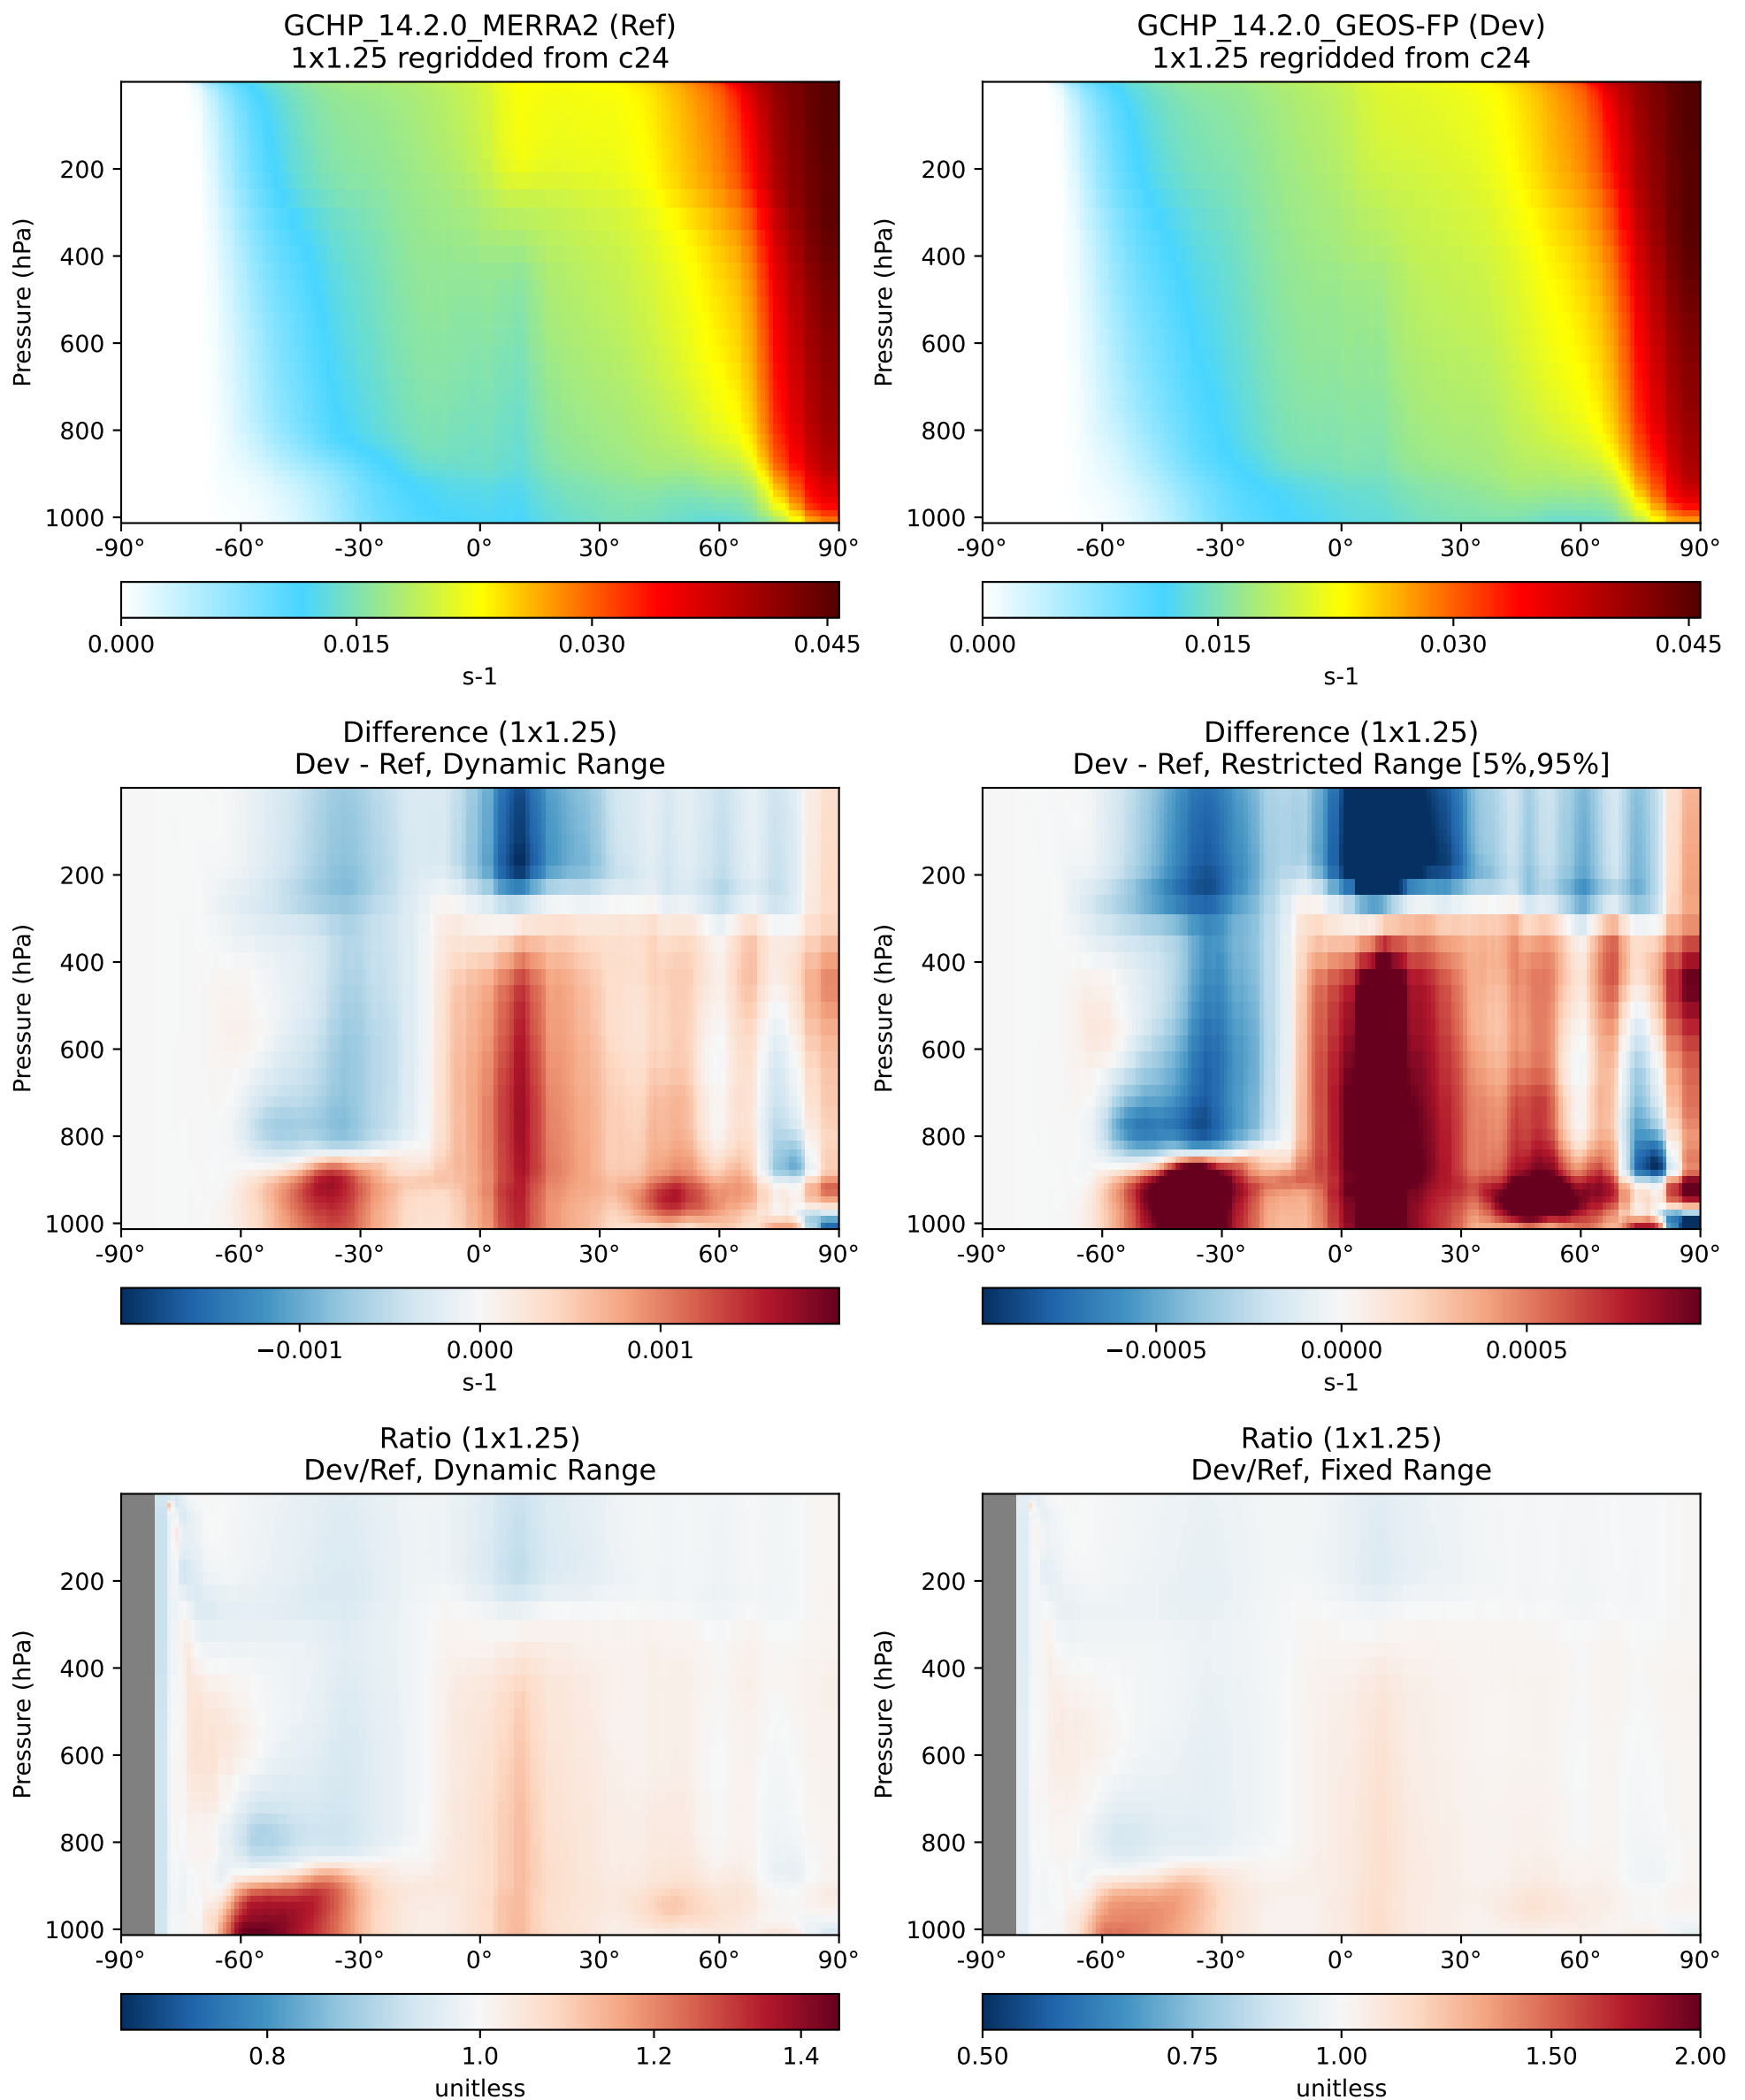 GCHP_14.2.0_MERRA2 (Ref)
1x1.25 regridded from c24
Pressure (hPa)
200
400
600
800
1000
-90° -60° -30° 0° 30° 60° 90°
0.000 0.015 0.030 0.045
s-1
GCHP_14.2.0_GEOS-FP (Dev)
1x1.25 regridded from c24
Pressure (hPa)
200
400
600
800
1000
-90° -60° -30° 0° 30° 60° 90°
0.000 0.015 0.030 0.045
s-1
Difference (1x1.25)
Dev - Ref, Dynamic Range
Pressure (hPa)
200
400
600
800
1000
-90° -60° -30° 0° 30° 60° 90°
−0.001 0.000 0.001
s-1
Difference (1x1.25)
Dev - Ref, Restricted Range [5%,95%]
Pressure (hPa)
200
400
600
800
1000
-90° -60° -30° 0° 30° 60° 90°
−0.0005 0.0000 0.0005
s-1
Ratio (1x1.25)
Dev/Ref, Dynamic Range
Pressure (hPa)
200
400
600
800
1000
-90° -60° -30° 0° 30° 60° 90°
0.8 1.0 1.2 1.4
unitless
Ratio (1x1.25)
Dev/Ref, Fixed Range
Pressure (hPa)
200
400
600
800
1000
-90° -60° -30° 0° 30° 60° 90°
0.50 0.75 1.00 1.50 2.00
unitless